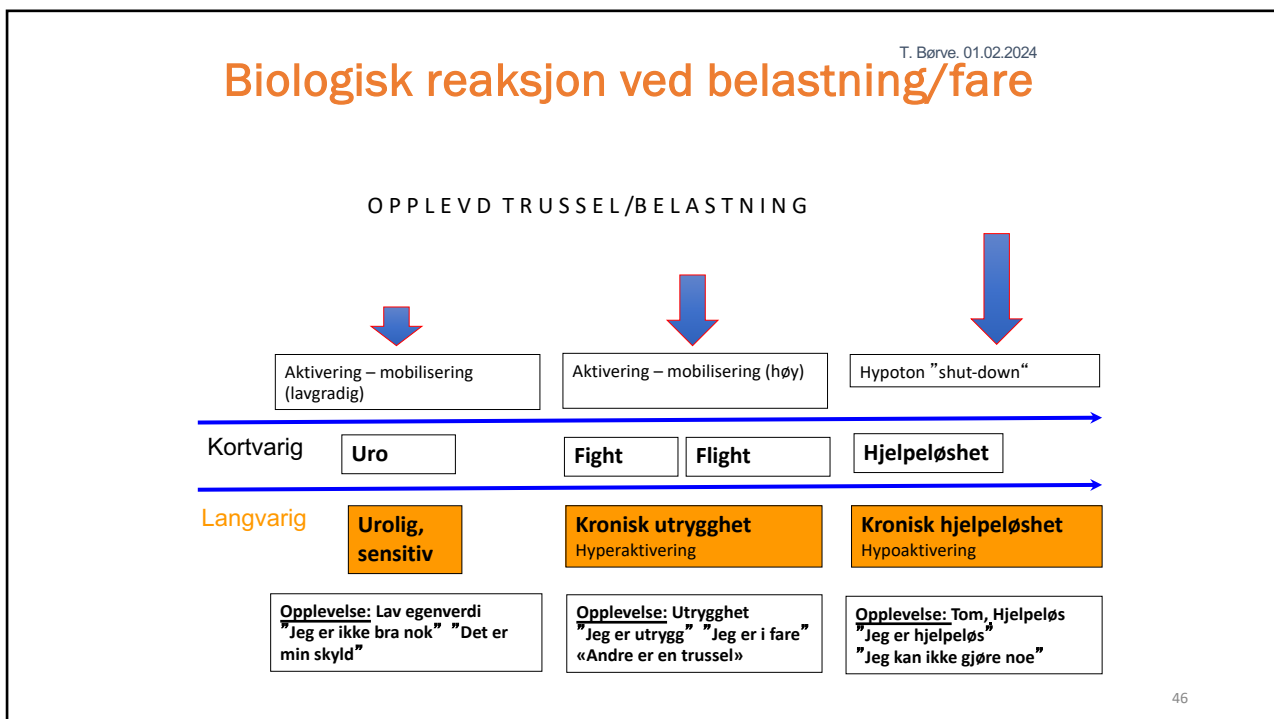 T. Børve. 01.02.2024
Biologisk reaksjon ved belastning/fare
OPPLEVD TRUSSEL/BELASTNING
Aktivering – mobilisering
(lavgradig)
Aktivering – mobilisering (høy)
Hypoton ”shut-down“
Kortvarig
Uro
Fight
Flight
Hjelpeløshet
Langvarig
Urolig,
sensitiv
Kronisk utrygghet
Hyperaktivering
Kronisk hjelpeløshet
Hypoaktivering
Opplevelse: Lav egenverdi
”Jeg er ikke bra nok” ”Det er
min skyld”
Opplevelse: Utrygghet
”Jeg er utrygg” ”Jeg er i fare”
«Andre er en trussel»
Opplevelse: Tom, Hjelpeløs
”Jeg er hjelpeløs”
”Jeg kan ikke gjøre noe”
46